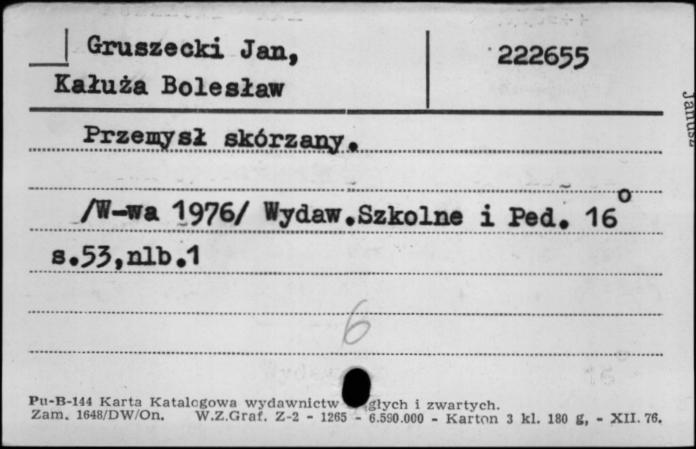 Gruszecki Jan,
222655
Kałuża Bolesław
Przemysł skórzany.
/W-wa 1976/ Wydaw.Szkolne i Ped. 16°
s.53,nlb.1
6
Pu-B-144 Karta Katalogowa wydawnictw głych i zwartych.
Zam. 1648/DW/On. W.Z.Graf. Z-2 - 1265 - 6.590.000 - Karton 3 kl. 180 g, - XII. 76.
Janusz